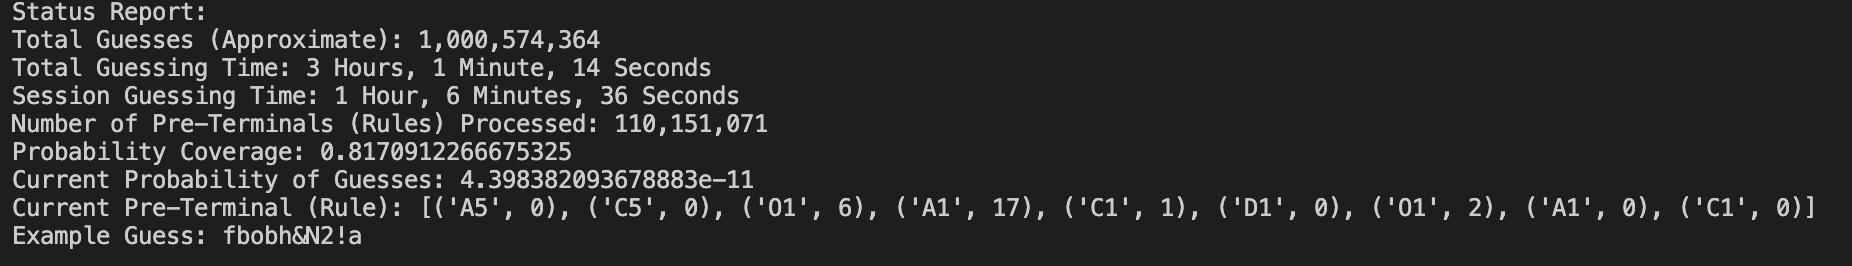 Status Report:
Total Guesses (Approximate): 1,000,574,364
Total Guessing Time: 3 Hours, 1 Minute, 14 Seconds
Session Guessing Time: 1 Hour, 6 Minutes, 36 Seconds
Number of Pre-Terminals (Rules) Processed: 110,151,071
Probability Coverage: 0.8170912266675325
Current Probability of Guesses: 4.398382093678883e-11
Current Pre-Terminal (Rule): [('A5', 0), ('C5', 0), ('O1', 6), ('A1', 17), ('C1', 1), ('D1', 0), ('O1', 2), ('A1', 0), ('C1', 0)]
Example Guess: fbobh&N2!a